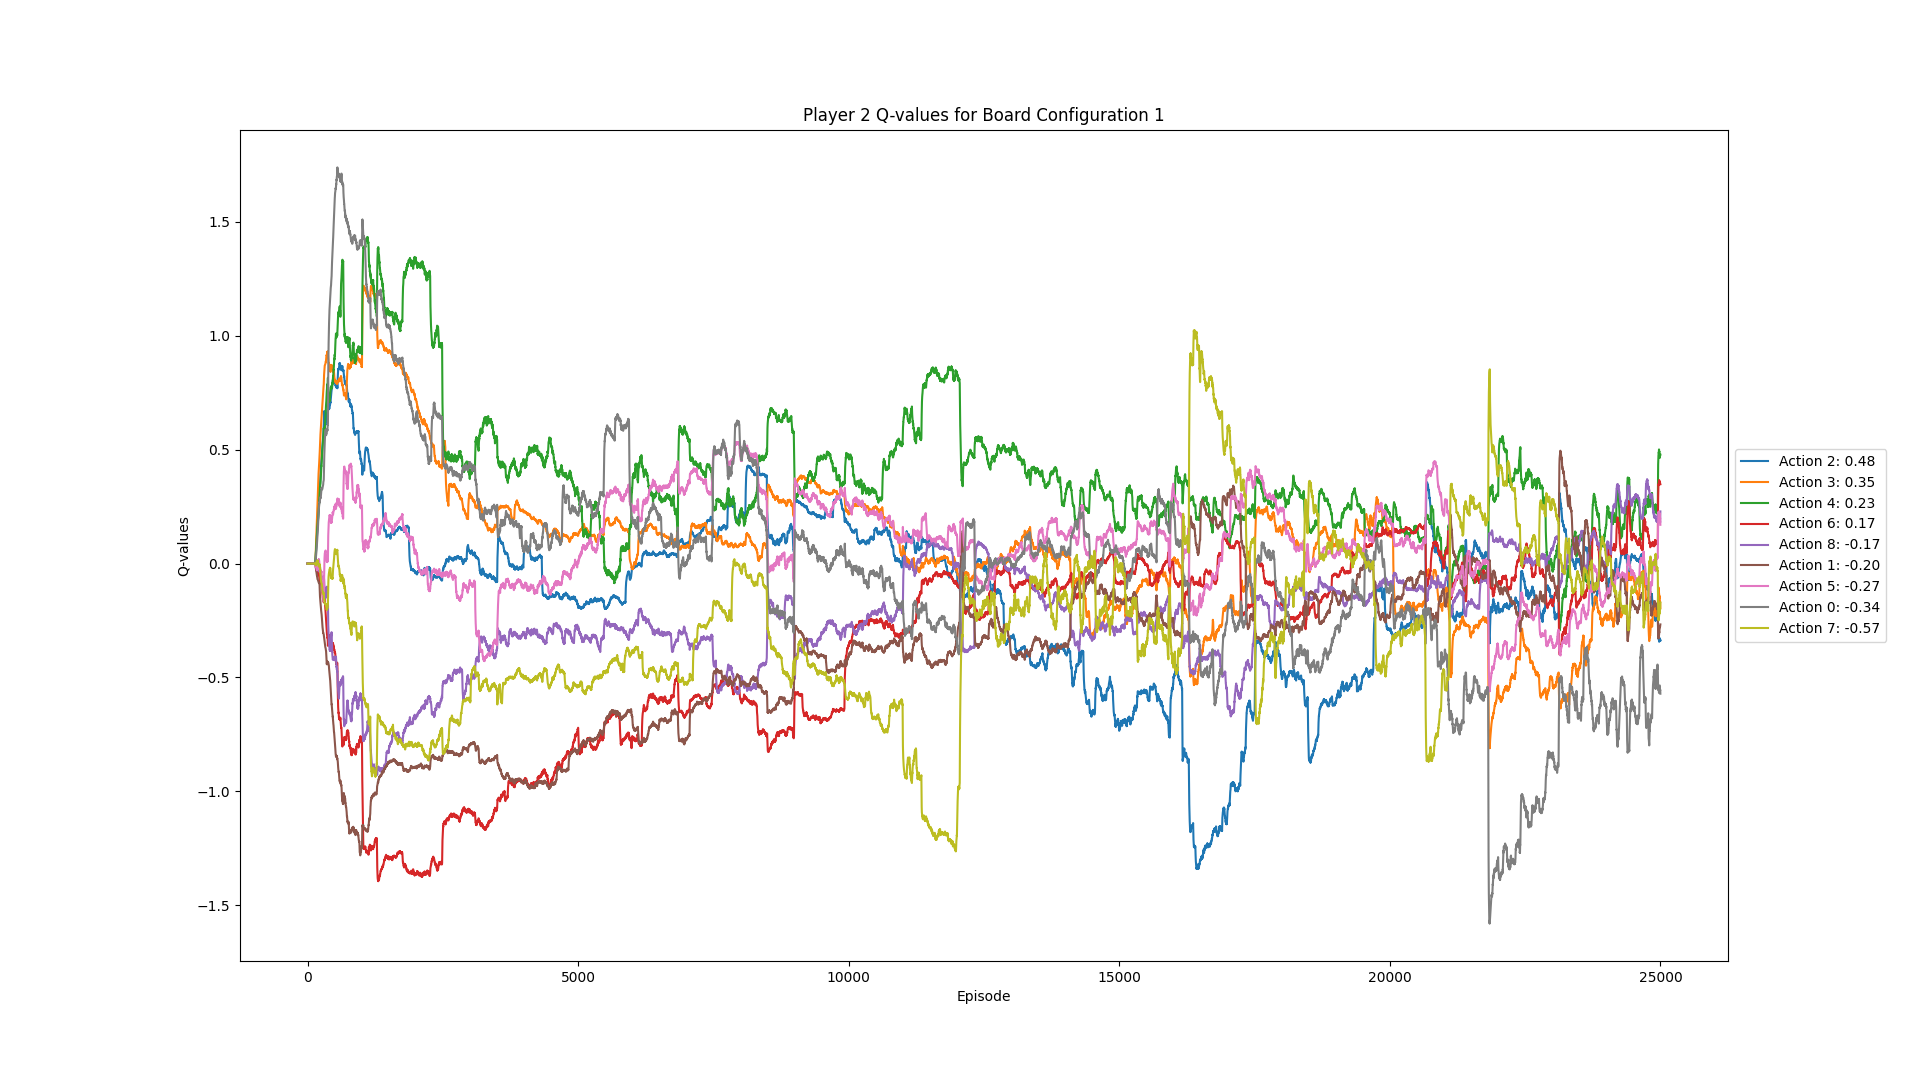 Player 2 Q-values for Board Configuration 1
Q-values
1.5
1.0
0.5
0.0
−0.5
−1.0
−1.5
0
5000
10000
15000
20000
25000
Episode
Action 2: 0.48
Action 3: 0.35
Action 4: 0.23
Action 6: 0.17
Action 8: -0.17
Action 1: -0.20
Action 5: -0.27
Action 0: -0.34
Action 7: -0.57